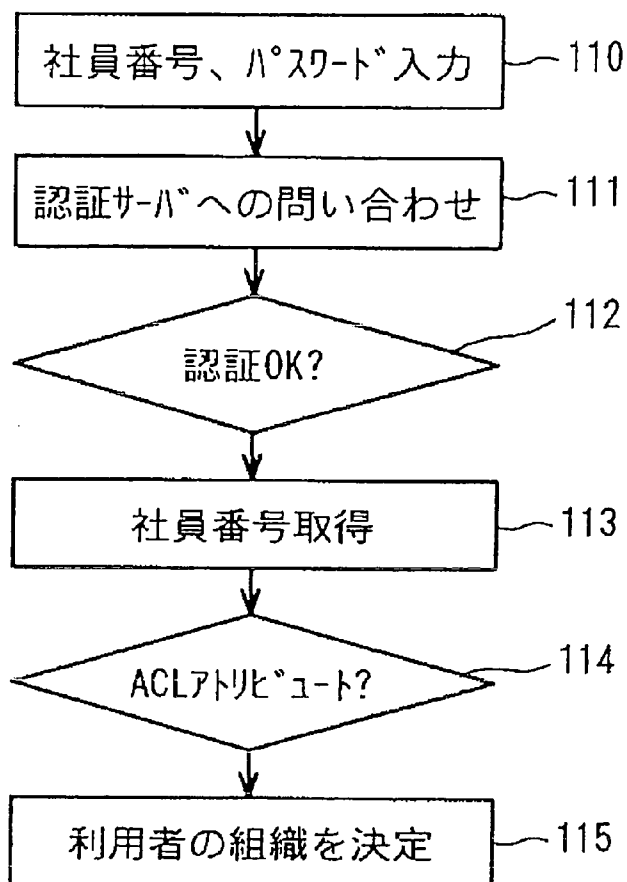 社員番号、ﾊﾟｽﾜｰﾄﾞ入力
110
認証ｻｰﾊﾞへの問い合わせ
111
112
認証OK?
社員番号取得
113
114
ACLｱﾄﾘﾋﾞｭｰﾄ?
利用者の組織を決定
115